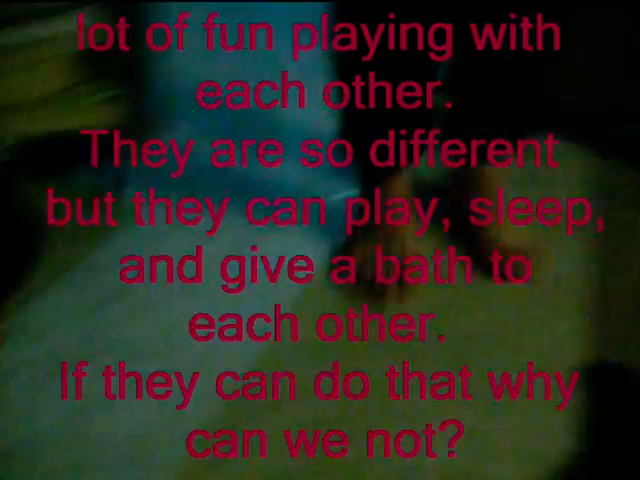 lot of fun playing with
each other.
They are so different
but they can play, sleep,
and give a bath to
each other.
If they can do that why
can we not?